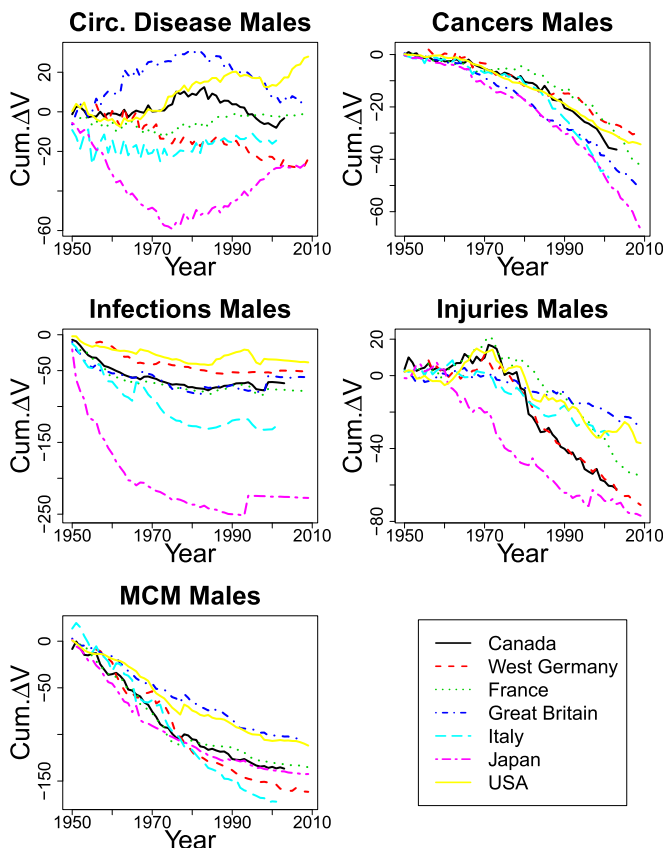 Circ. Disease Males
Cum.ΔV
20
0
−20
−60
1950
1970
1990
2010
Year
Cancers Males
Cum.ΔV
0
−20
−40
−60
1950
1970
1990
2010
Year
Infections Males
Cum.ΔV
0
−50
−150
−250
1950
1970
1990
2010
Year
Injuries Males
Cum.ΔV
20
0
−40
−80
1950
1970
1990
2010
Year
MCM Males
Cum.ΔV
0
−50
−150
1950
1970
1990
2010
Year
Canada
West Germany
France
Great Britain
Italy
Japan
USA